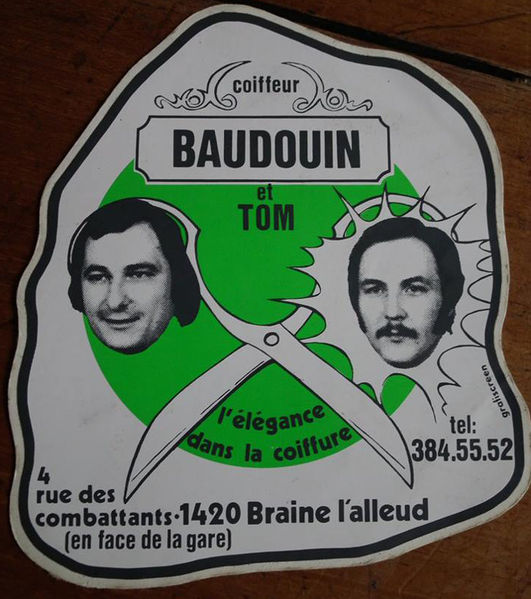 coiffeur
BAUDOUIN
et
TOM
l'élégance
dans la coiffure
grafiscreen
tel:
384.55.52
4
rue des
combattants·1420 Braine l'alleud
(en face de la gare)